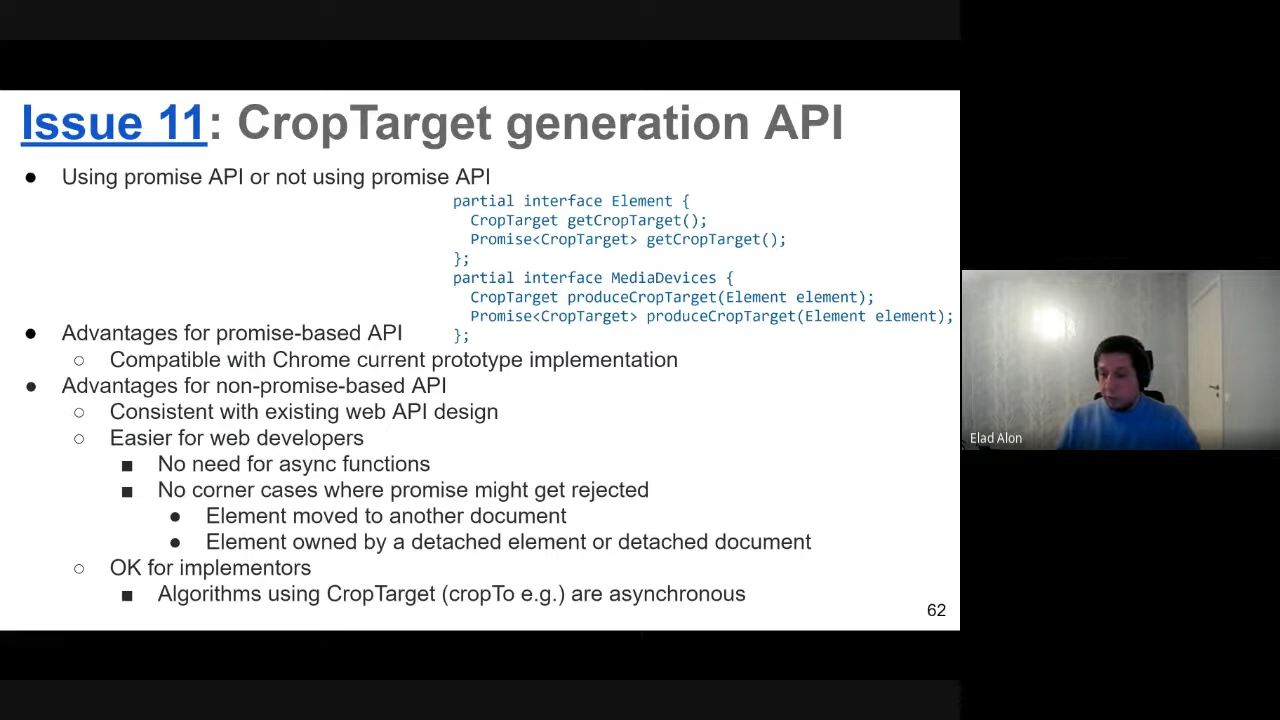 Issue 11: CropTarget generation API
● Using promise API or not using promise API
partial interface Element {
CropTarget getCropTarget();
Promise<CropTarget> getCropTarget();
};
partial interface MediaDevices {
CropTarget produceCropTarget(Element element);
Promise<CropTarget> produceCropTarget(Element element);
};
● Advantages for promise-based API
○ Compatible with Chrome current prototype implementation
● Advantages for non-promise-based API
○ Consistent with existing web API design
○ Easier for web developers
■ No need for async functions
■ No corner cases where promise might get rejected
● Element moved to another document
● Element owned by a detached element or detached document
○ OK for implementors
■ Algorithms using CropTarget (cropTo e.g.) are asynchronous
62
Elad Alon